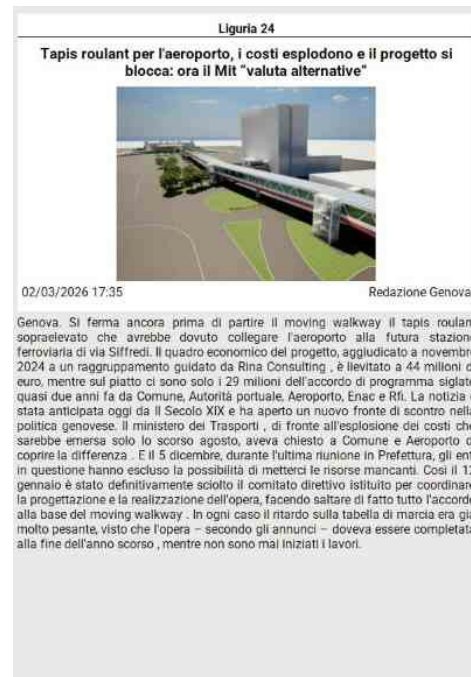 Liguria 24
Tapis roulant per l'aeroporto, i costi esplodono e il progetto si
blocca: ora il Mit "valuta alternative"
02/03/2026 17:35 Redazione Genova
Genova. Si ferma ancora prima di partire il moving walkway il tapis roulant
sopraelevato che avrebbe dovuto collegare l'aeroporto alla futura stazione
ferroviaria di via Siffredi. Il quadro economico del progetto, aggiudicato a novembre
2024 a un raggruppamento guidato da Rina Consulting , è lievitato a 44 milioni d
euro, mentre sul piatto ci sono solo i 29 milioni dell'accordo di programma siglato
quasi due anni fa da Comune, Autorità portuale, Aeroporto, Enac e Rfi. La notizia è
stata anticipata oggi da Il Secolo XIX e ha aperto un nuovo fronte di scontro nella
politica genovese. Il ministero dei Trasporti , di fronte all'esplosione dei costi che
sarebbe emersa solo lo scorso agosto, aveva chiesto a Comune e Aeroporto d
coprire la differenza . E il 5 dicembre, durante l'ultima riunione in Prefettura, gli ent
in questione hanno escluso la possibilità di metterci le risorse mancanti. Così il 12
gennaio è stato definitivamente sciolto il comitato direttivo istituito per coordinare
la progettazione e la realizzazione dell'opera, facendo saltare di fatto tutto l'accordo
alla base del moving walkway . In ogni caso il ritardo sulla tabella di marcia era già
molto pesante, visto che l'opera – secondo gli annunci – doveva essere completata
alla fine dell'anno scorso , mentre non sono mai iniziati i lavori.